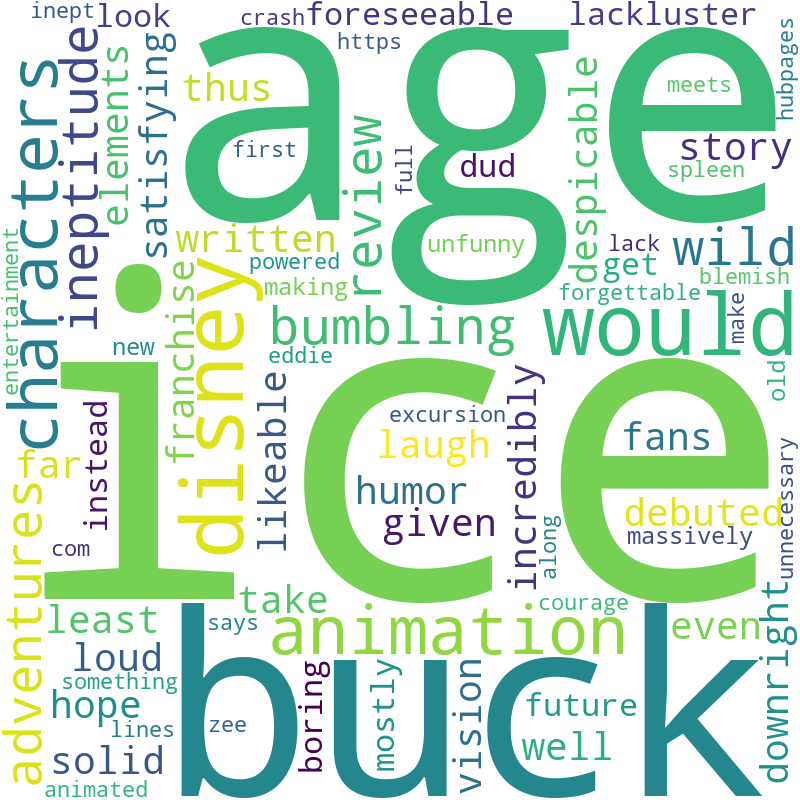 inept
look
crash
foreseeable
lackluster
https
age
hubpages
characters
ineptitude
elements
satisfying
thus
first
review
full
dud
despicable
meets
story
spleen
written
unfunny
lack
wild
powered
get
blemish
entertainment
franchise
disney
making
forgettable
make
bumbling
would
new
eddie
old
ice
likeable
excursion
incredibly
instead
laugh
fans
far
humor
debuted
adventures
given
massively
unnecessary
com
along
take
courage
least
says
animation
even
downright
loud
buck
something
boring
mostly
vision
future
hope
zee
lines
well
solid
animated